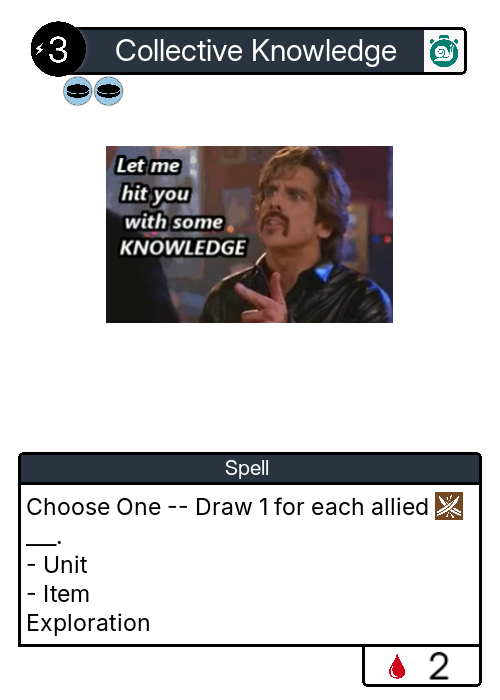 3 Collective Knowledge
Let me
hit you
with some
KNOWLEDGE
Spell
Choose One -- Draw 1 for each allied
___.
- Unit
- Item
Exploration
2